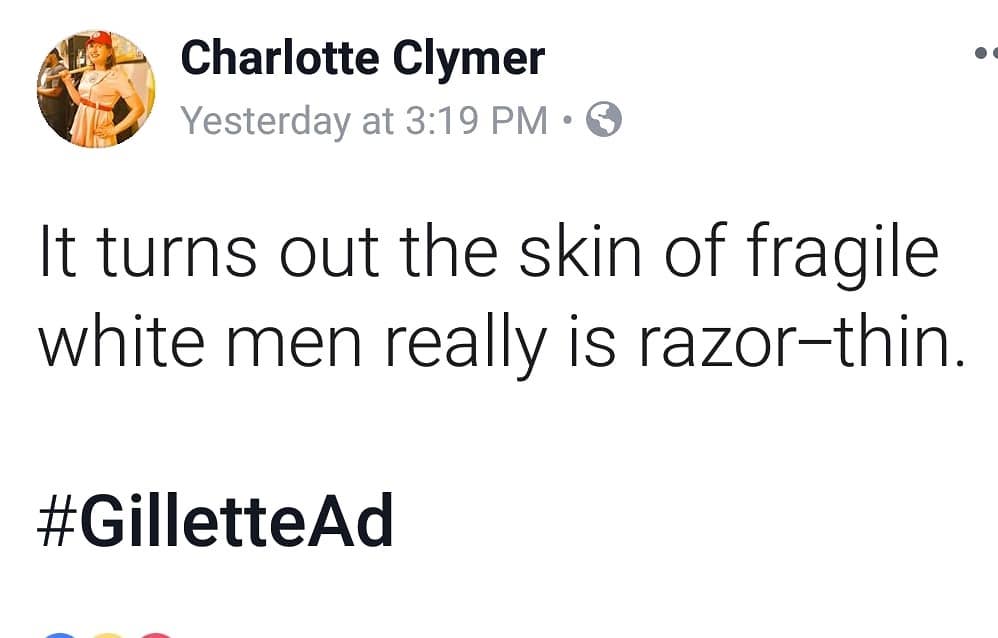 Charlotte Clymer
Yesterday at 3:19 PM •
It turns out the skin of fragile
white men really is razor–thin.
#GilletteAd